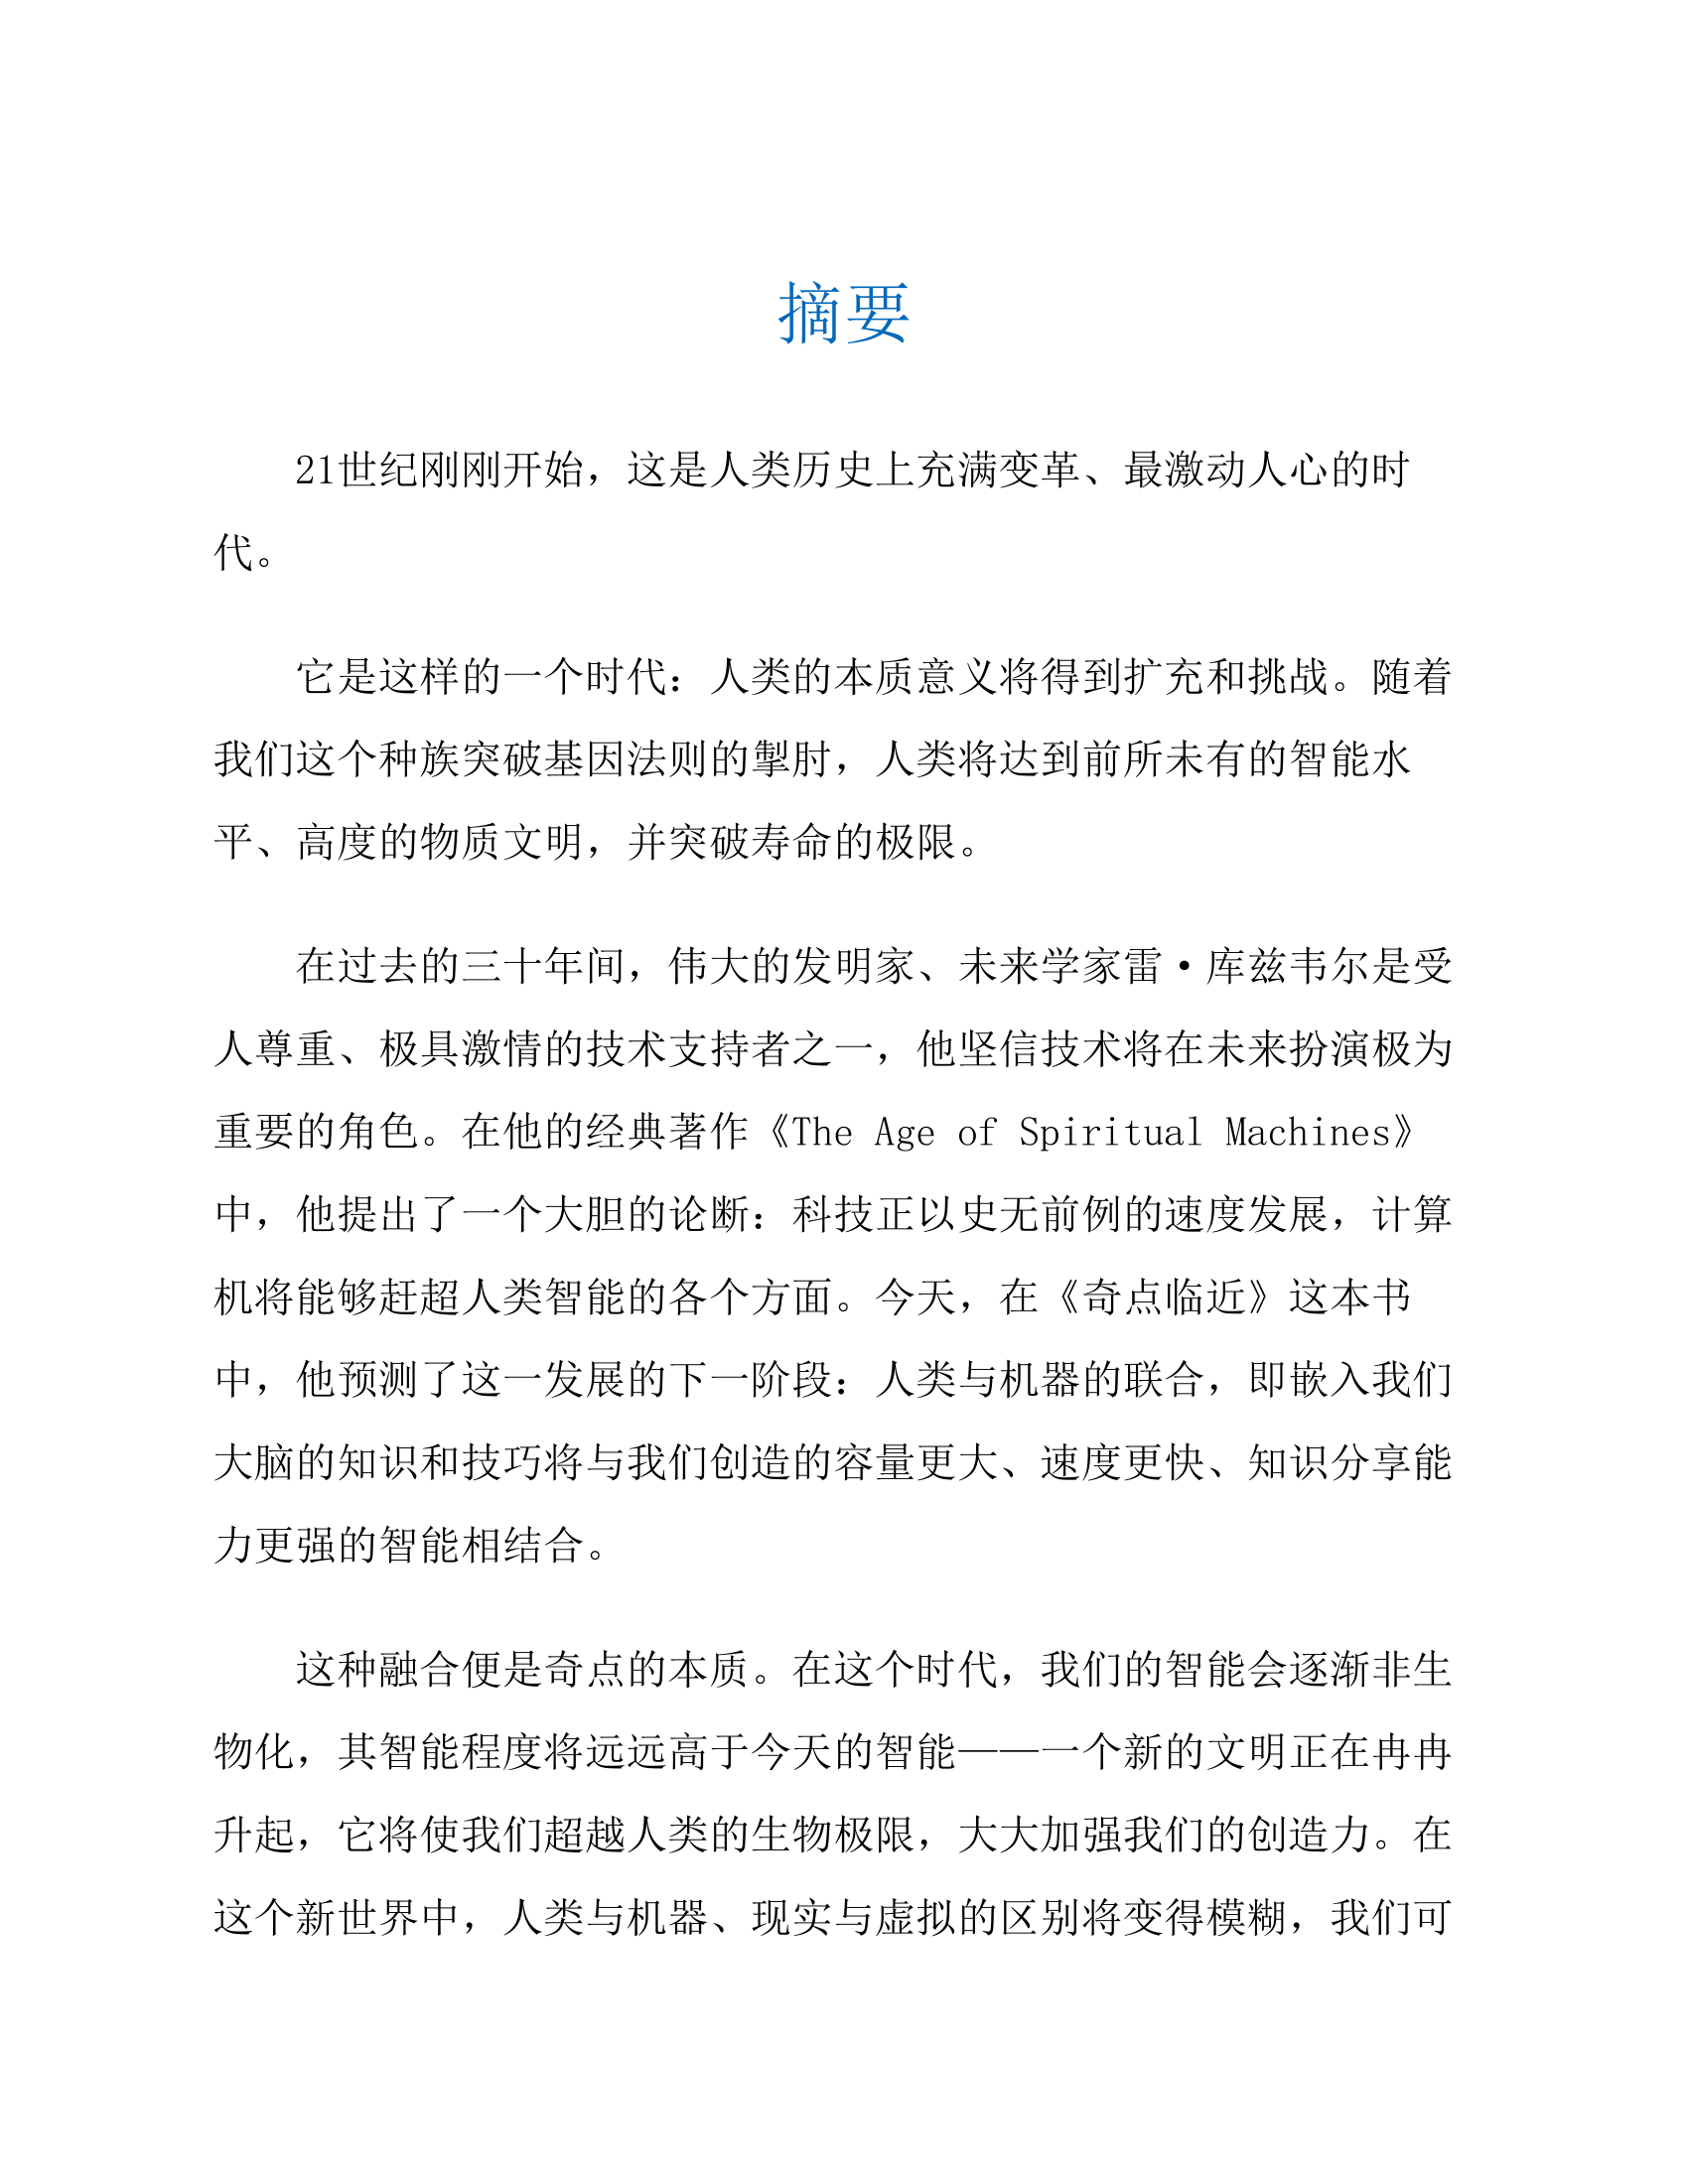 摘要
21世纪刚刚开始，这是人类历史上充满变革、最激动人心的时
代。
它是这样的一个时代：人类的本质意义将得到扩充和挑战。随着
我们这个种族突破基因法则的掣肘，人类将达到前所未有的智能水
平、高度的物质文明，并突破寿命的极限。
在过去的三十年间，伟大的发明家、未来学家雷·库兹韦尔是受
人尊重、极具激情的技术支持者之一，他坚信技术将在未来扮演极为
重要的角色。在他的经典著作《The Age of Spiritual Machines》
中，他提出了一个大胆的论断：科技正以史无前例的速度发展，计算
机将能够赶超人类智能的各个方面。今天，在《奇点临近》这本书
中，他预测了这一发展的下一阶段：人类与机器的联合，即嵌入我们
大脑的知识和技巧将与我们创造的容量更大、速度更快、知识分享能
力更强的智能相结合。
这种融合便是奇点的本质。在这个时代，我们的智能会逐渐非生
物化，其智能程度将远远高于今天的智能——一个新的文明正在冉冉
升起，它将使我们超越人类的生物极限，大大加强我们的创造力。在
这个新世界中，人类与机器、现实与虚拟的区别将变得模糊，我们可